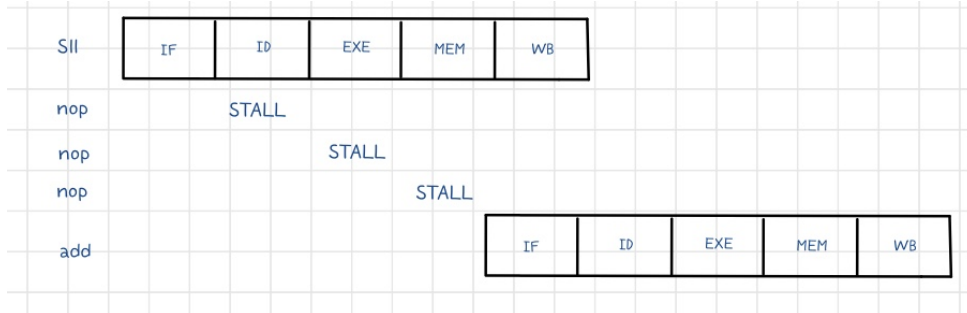 Sll IF ID EXE MEM WB
nop STALL
nop STALL
nop STALL
add IF ID EXE MEM WB